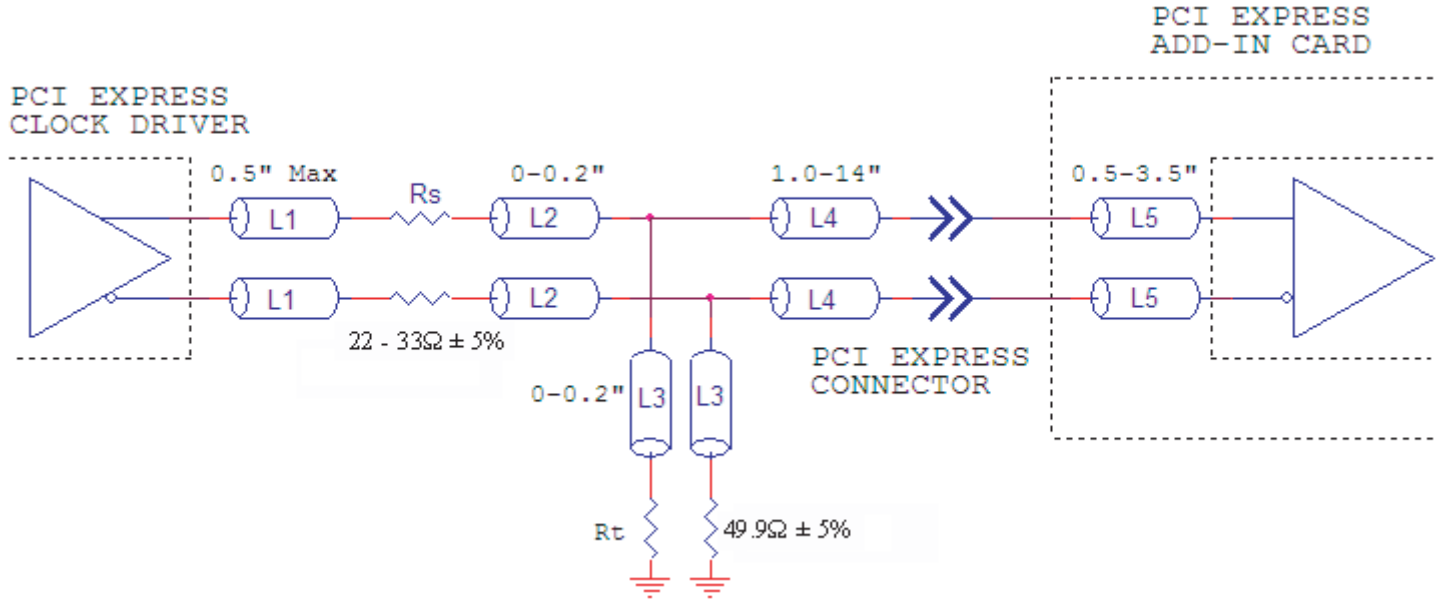 PCI EXPRESS
ADD-IN CARD
PCI EXPRESS
CLOCK DRIVER
0.5" Max
0-0.2"
1.0-14"
0.5-3.5"
Rs
L1
L2
L4
L5
L1
L2
L4
L5
22 - 33Ω ± 5%
PCI EXPRESS
CONNECTOR
0-0.2"
L3
L3
Rt
49.9Ω ± 5%